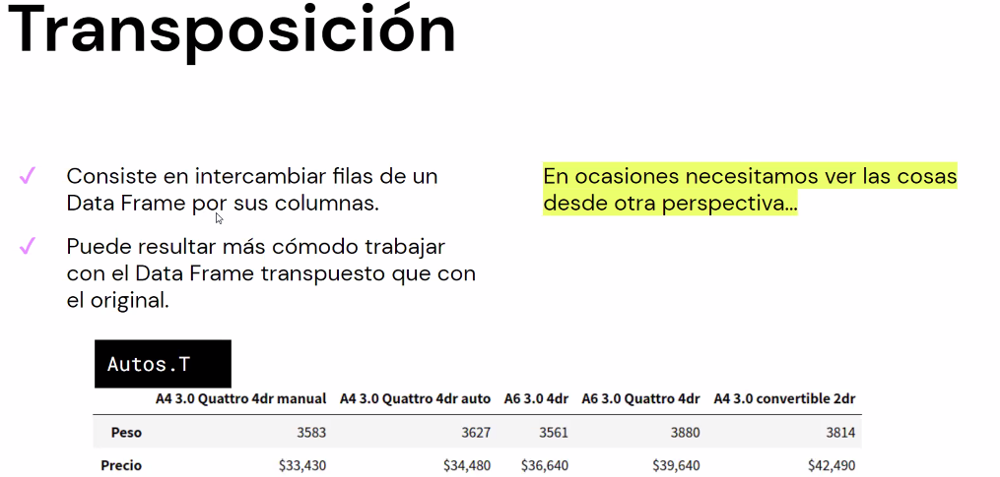 Transposición
Consiste en intercambiar filas de un
Data Frame por sus columnas.
Puede resultar más cómodo trabajar
con el Data Frame transpuesto que con
el original.
En ocasiones necesitamos ver las cosas
desde otra perspectiva...
Autos.T
A4 3.0 Quattro 4dr manual A4 3.0 Quattro 4dr auto A6 3.0 4dr A6 3.0 Quattro 4dr A4 3.0 convertible 2dr
Peso 3583 3627 3561 3880 3814
Precio $33,430 $34,480 $36,640 $39,640 $42,490